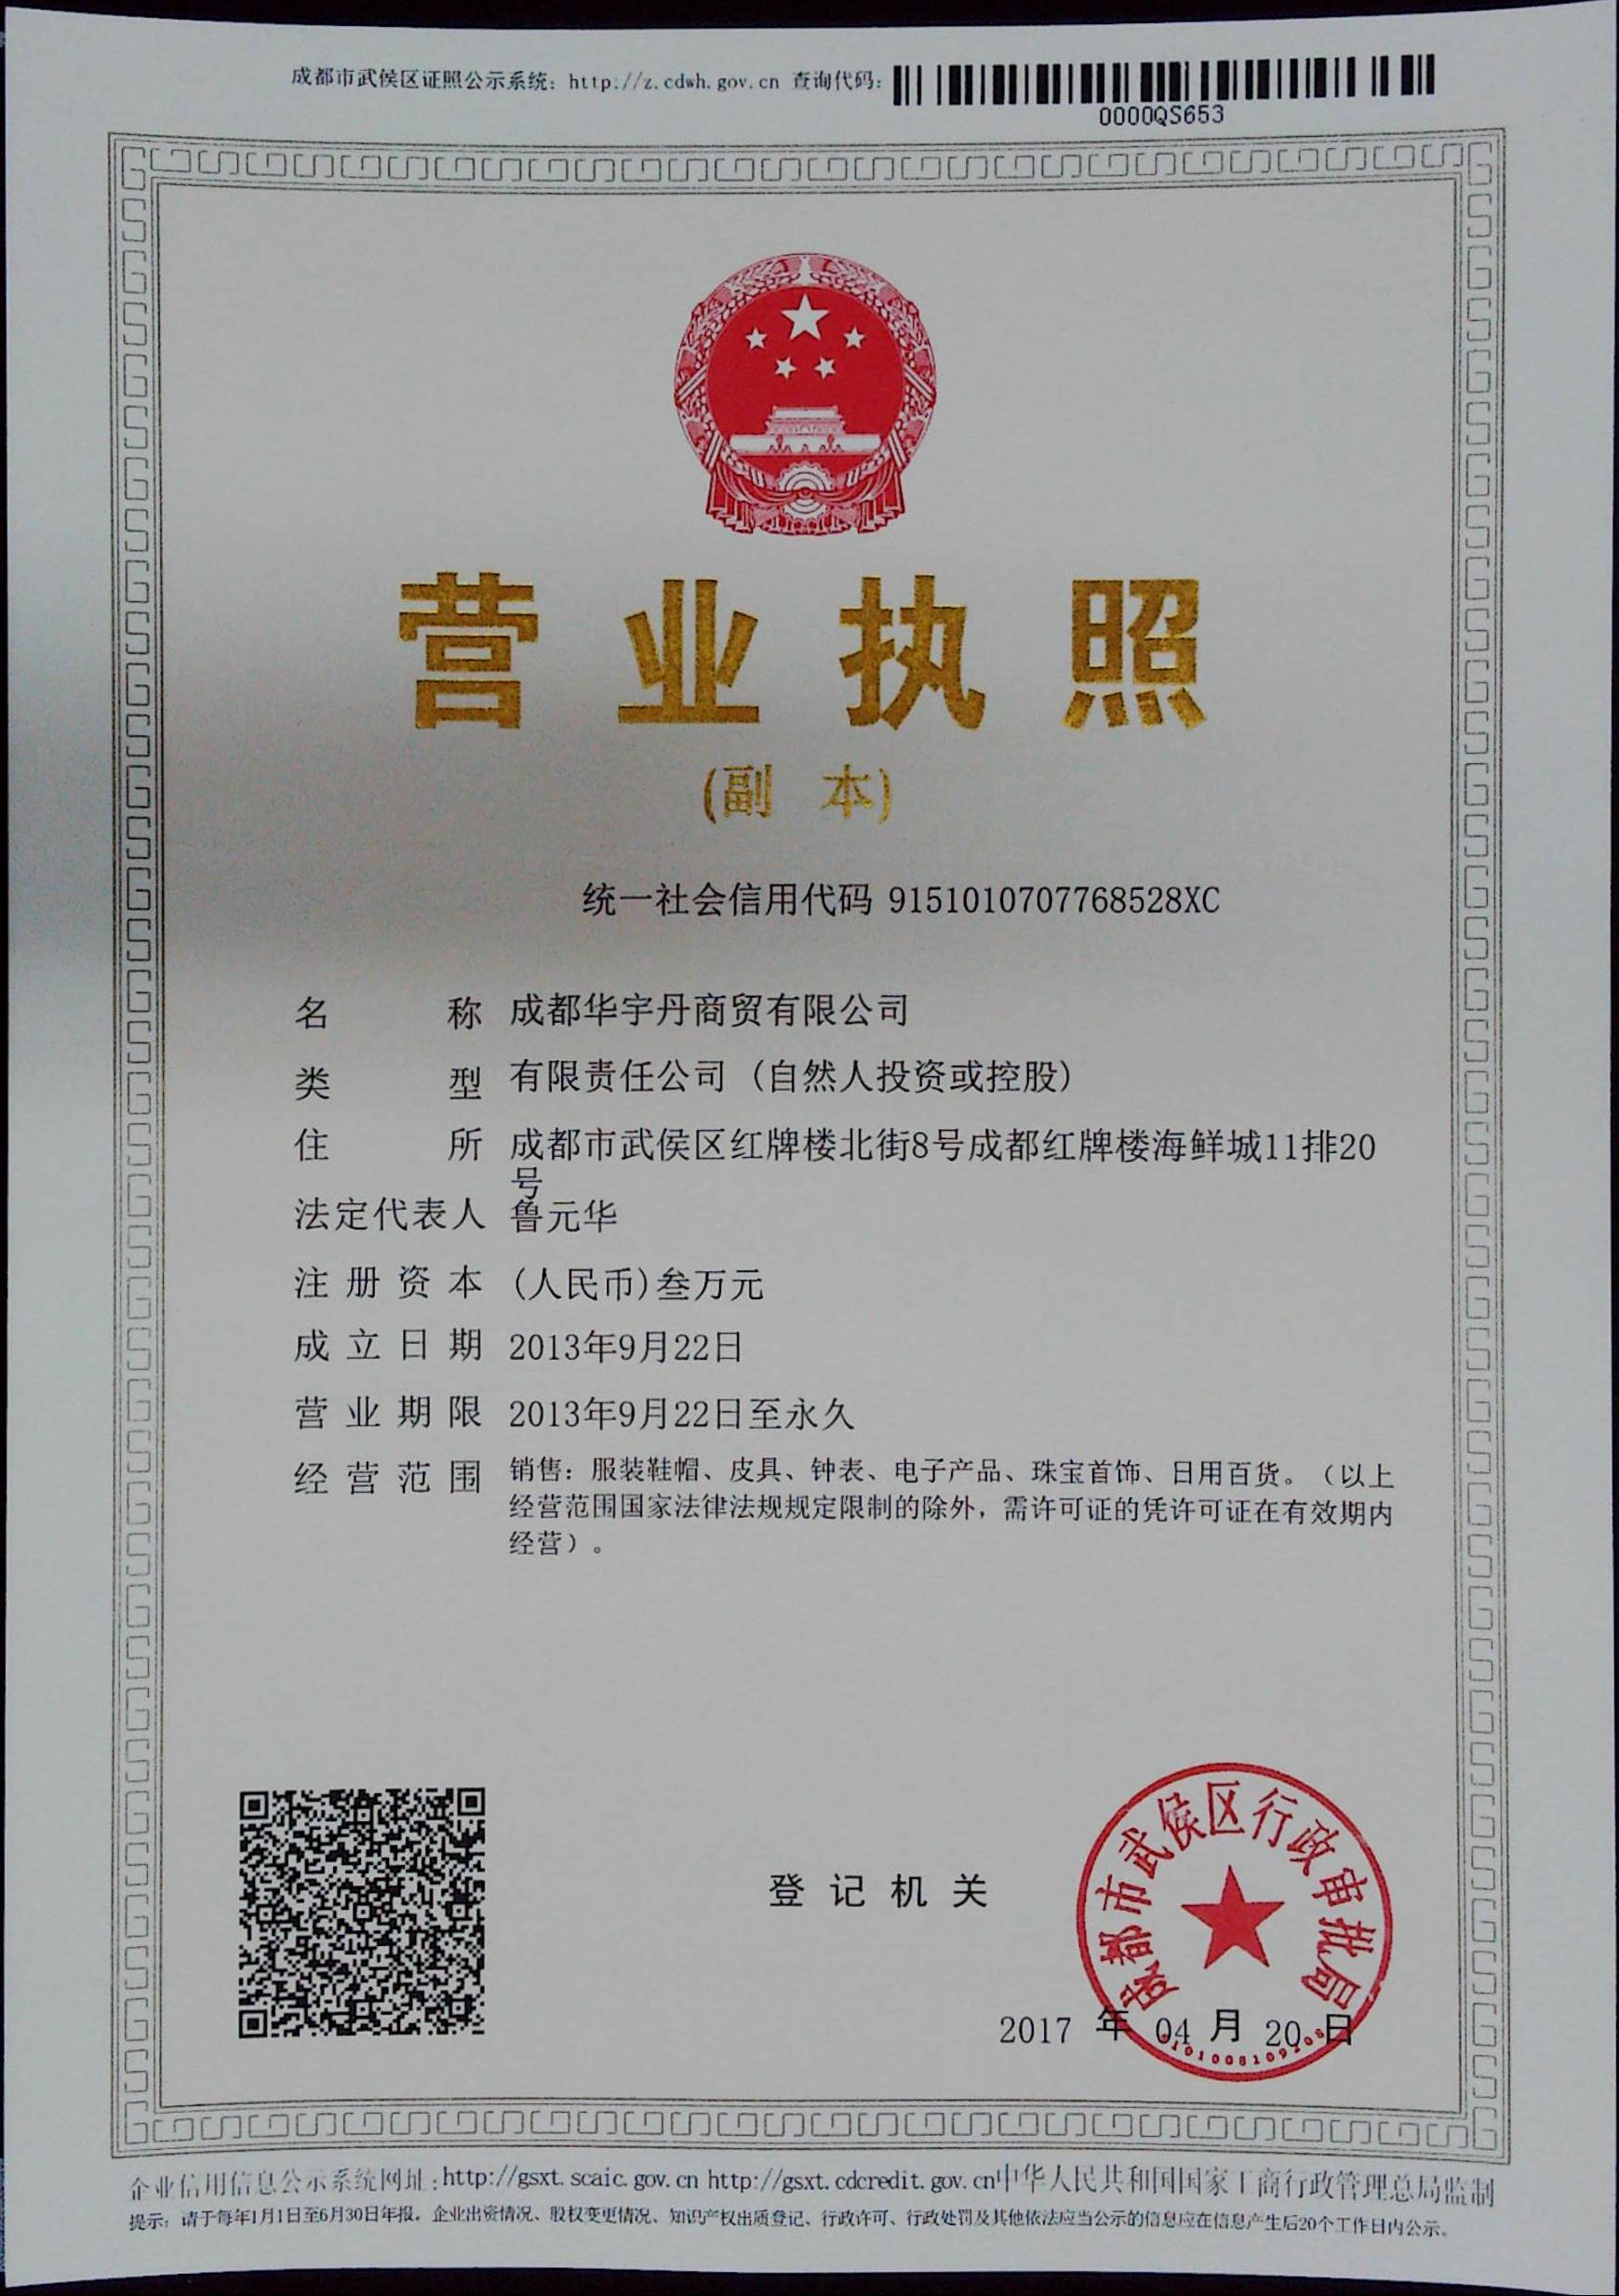 成都市武侯区证照公示系统: http://z.cdwh.gov.cn 查询代码:
0000QS653
营业执照
(副 本)
统一社会信用代码 9151010707768528XC
名 称 成都华宇丹商贸有限公司
类 型 有限责任公司（自然人投资或控股）
住 所 成都市武侯区红牌楼北街8号成都红牌楼海鲜城11排20
号
法定代表人 鲁元华
注册资本 (人民币)叁万元
成立日期 2013年9月22日
营业期限 2013年9月22日至永久
经营范围 销售：服装鞋帽、皮具、钟表、电子产品、珠宝首饰、日用百货。（以上
经营范围国家法律法规规定限制的除外，需许可证的凭许可证在有效期内
经营）。
成都市武侯区行政审批局
登记机关
2017 年 04 月 20 日
企业信用信息公示系统网址:http://gsxt.scaic.gov.cn http://gsxt.cdcredit.gov.cn中华人民共和国国家工商行政管理总局监制
提示：请于每年1月1日至6月30日年报。企业出资情况、股权变更情况、知识产权出质登记、行政许可、行政处罚及其他依法应当公示的信息应在信息产生后20个工作日内公示。